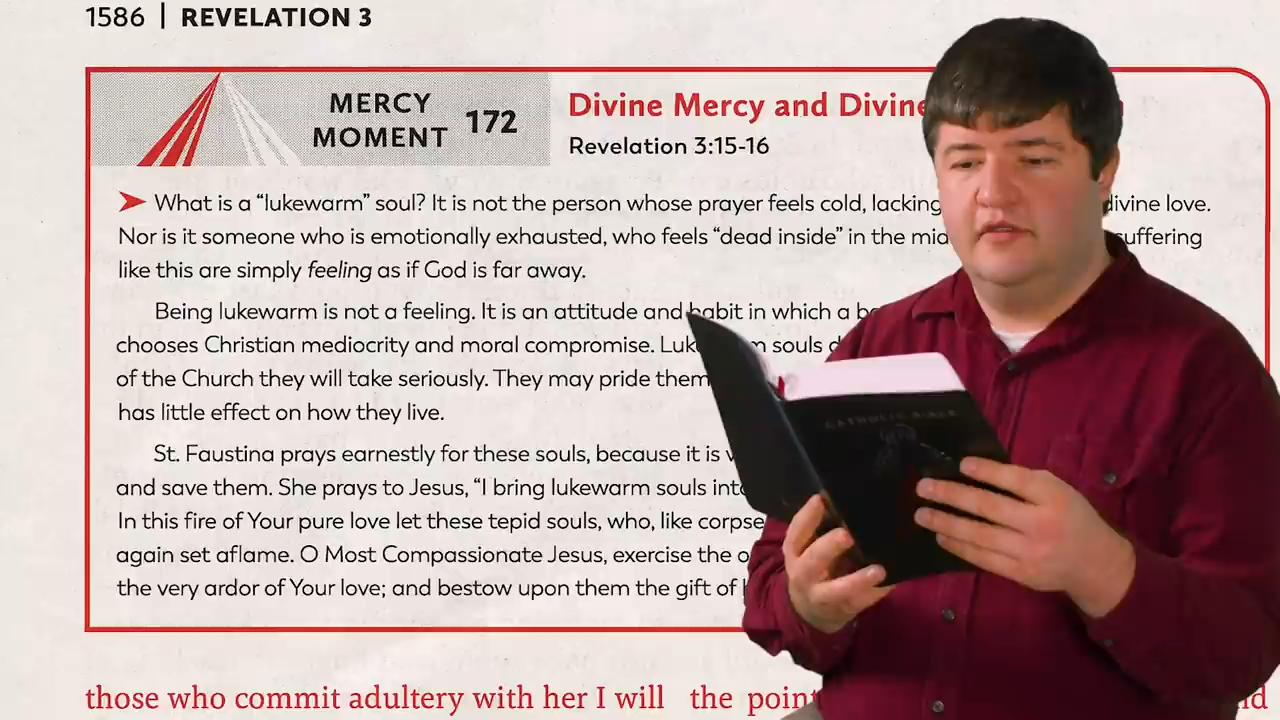 1586 | REVELATION 3
MERCY
MOMENT
172
Divine Mercy and Divine
Revelation 3:15-16
➤ What is a “lukewarm” soul? It is not the person whose prayer feels cold, lacking divine love.
Nor is it someone who is emotionally exhausted, who feels “dead inside” in the suffering
like this are simply feeling as if God is far away.
Being lukewarm is not a feeling. It is an attitude and habit in which a
chooses Christian mediocrity and moral compromise. souls
of the Church they will take seriously. They may pride
has little effect on how they live.
St. Faustina prays earnestly for these souls, because it is
and save them. She prays to Jesus, “I bring lukewarm souls
In this fire of Your pure love let these tepid souls, who, like
again set aflame. O Most Compassionate Jesus, exercise the
the very ardor of Your love; and bestow upon them the gift of
CATHOLIC BIBLE
those who commit adultery with her I will the